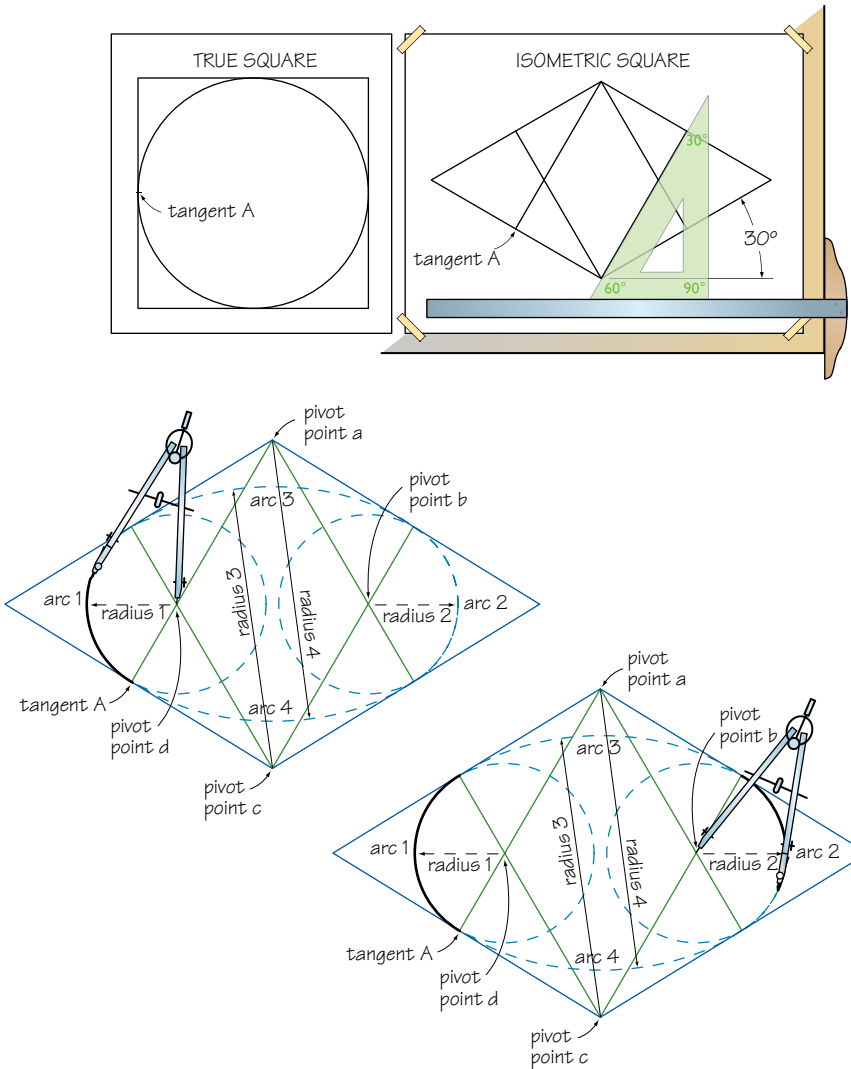 TRUE SQUARE
tangent A
ISOMETRIC SQUARE
30°
tangent A
30º
60°
90°
pivot
point a
pivot
point b
arc 3
radius 3
radius 4
arc 1
radius 1
radius 2
arc 2
tangent A
arc 4
pivot
point d
pivot
point c
pivot
point a
pivot
point b
arc 3
radius 3
radius 4
arc 1
radius 1
radius 2
arc 2
tangent A
arc 4
pivot
point d
pivot
point c